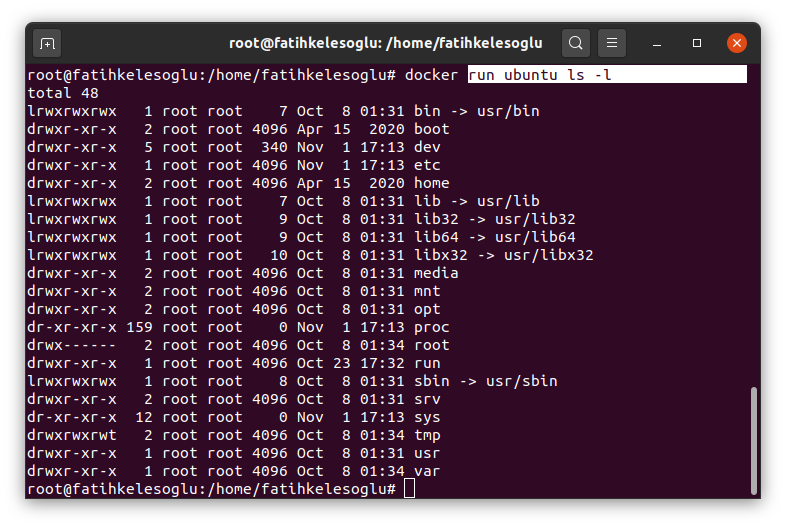 root@fatihkelesoglu: /home/fatihkelesoglu
root@fatihkelesoglu:/home/fatihkelesoglu# docker run ubuntu ls -l
total 48
lrwxrwxrwx   1 root root    7 Oct  8 01:31 bin -> usr/bin
drwxr-xr-x   2 root root 4096 Apr 15  2020 boot
drwxr-xr-x   5 root root  340 Nov  1 17:13 dev
drwxr-xr-x   1 root root 4096 Nov  1 17:13 etc
drwxr-xr-x   2 root root 4096 Apr 15  2020 home
lrwxrwxrwx   1 root root    7 Oct  8 01:31 lib -> usr/lib
lrwxrwxrwx   1 root root    9 Oct  8 01:31 lib32 -> usr/lib32
lrwxrwxrwx   1 root root    9 Oct  8 01:31 lib64 -> usr/lib64
lrwxrwxrwx   1 root root   10 Oct  8 01:31 libx32 -> usr/libx32
drwxr-xr-x   2 root root 4096 Oct  8 01:31 media
drwxr-xr-x   2 root root 4096 Oct  8 01:31 mnt
drwxr-xr-x   2 root root 4096 Oct  8 01:31 opt
dr-xr-xr-x 159 root root    0 Nov  1 17:13 proc
drwx------   2 root root 4096 Oct  8 01:34 root
drwxr-xr-x   1 root root 4096 Oct 23 17:32 run
lrwxrwxrwx   1 root root    8 Oct  8 01:31 sbin -> usr/sbin
drwxr-xr-x   2 root root 4096 Oct  8 01:31 srv
dr-xr-xr-x  12 root root    0 Nov  1 17:13 sys
drwxrwxrwt   2 root root 4096 Oct  8 01:34 tmp
drwxr-xr-x   1 root root 4096 Oct  8 01:31 usr
drwxr-xr-x   1 root root 4096 Oct  8 01:34 var
root@fatihkelesoglu:/home/fatihkelesoglu#